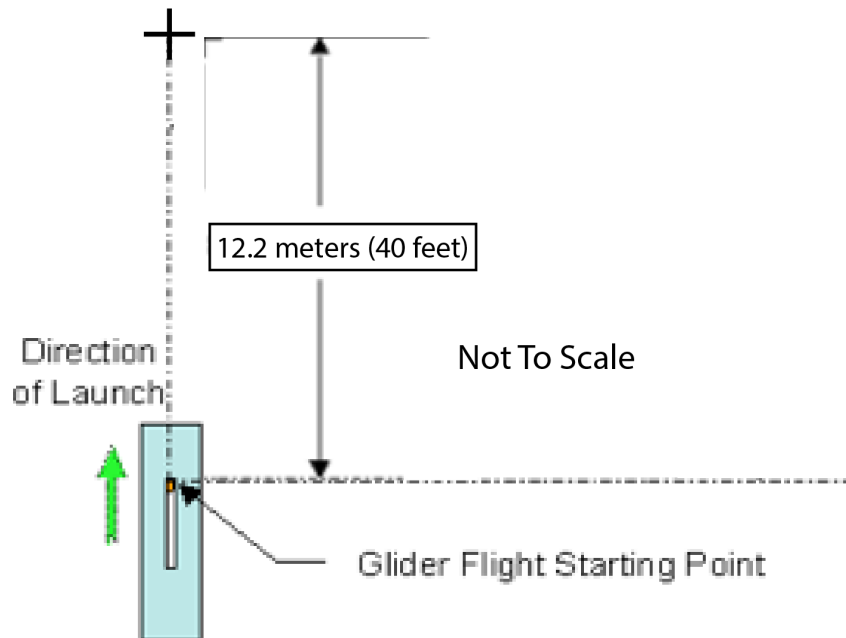 12.2 meters (40 feet)
Direction
of Launch
Not To Scale
Glider Flight Starting Point